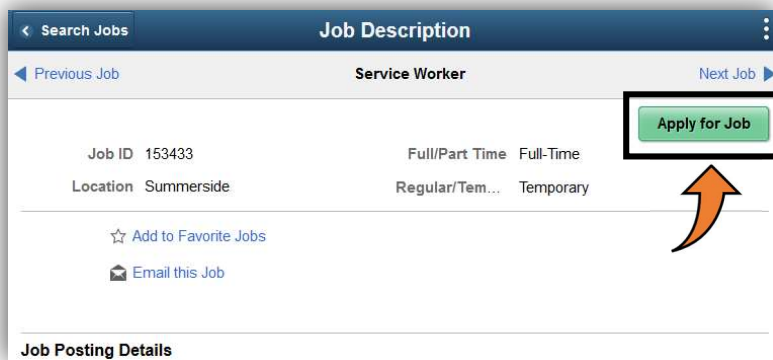 Search Jobs Job Description
Previous Job Service Worker Next Job
Apply for Job
Job ID 153433 Full/Part Time Full-Time
Location Summerside Regular/Tem... Temporary
Add to Favorite Jobs
Email this Job
Job Posting Details